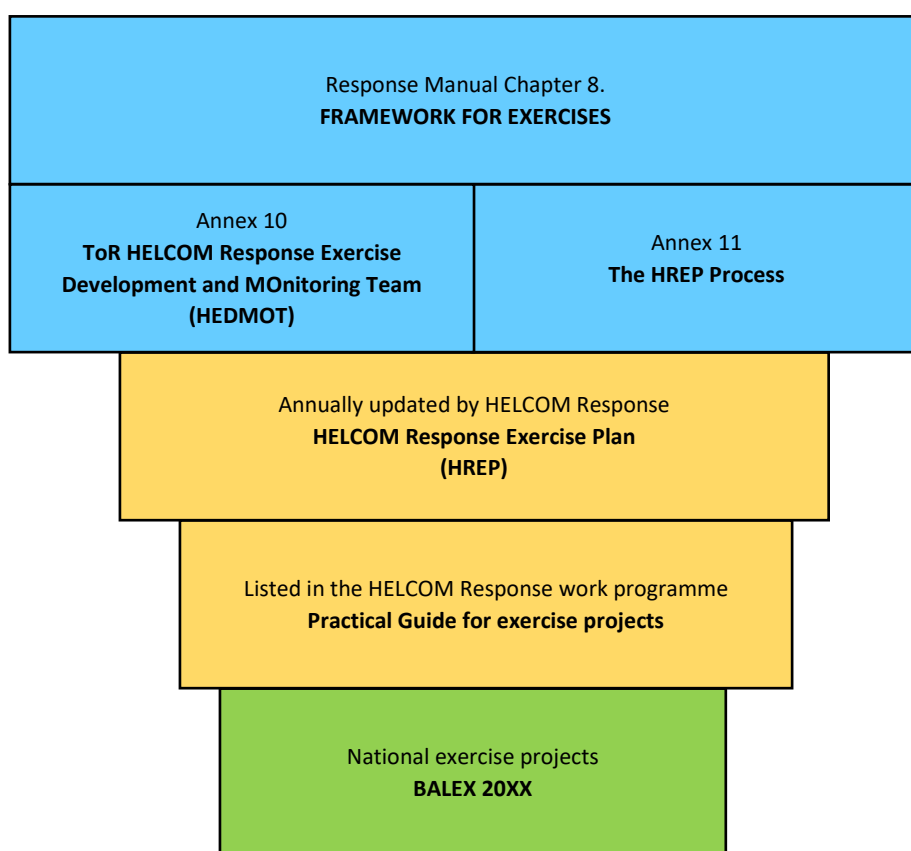 Response Manual Chapter 8.
FRAMEWORK FOR EXERCISES
Annex 10
ToR HELCOM Response Exercise
Development and MOnitoring Team
(HEDMOT)
Annex 11
The HREP Process
Annually updated by HELCOM Response
HELCOM Response Exercise Plan
(HREP)
Listed in the HELCOM Response work programme
Practical Guide for exercise projects
National exercise projects
BALEX 20XX